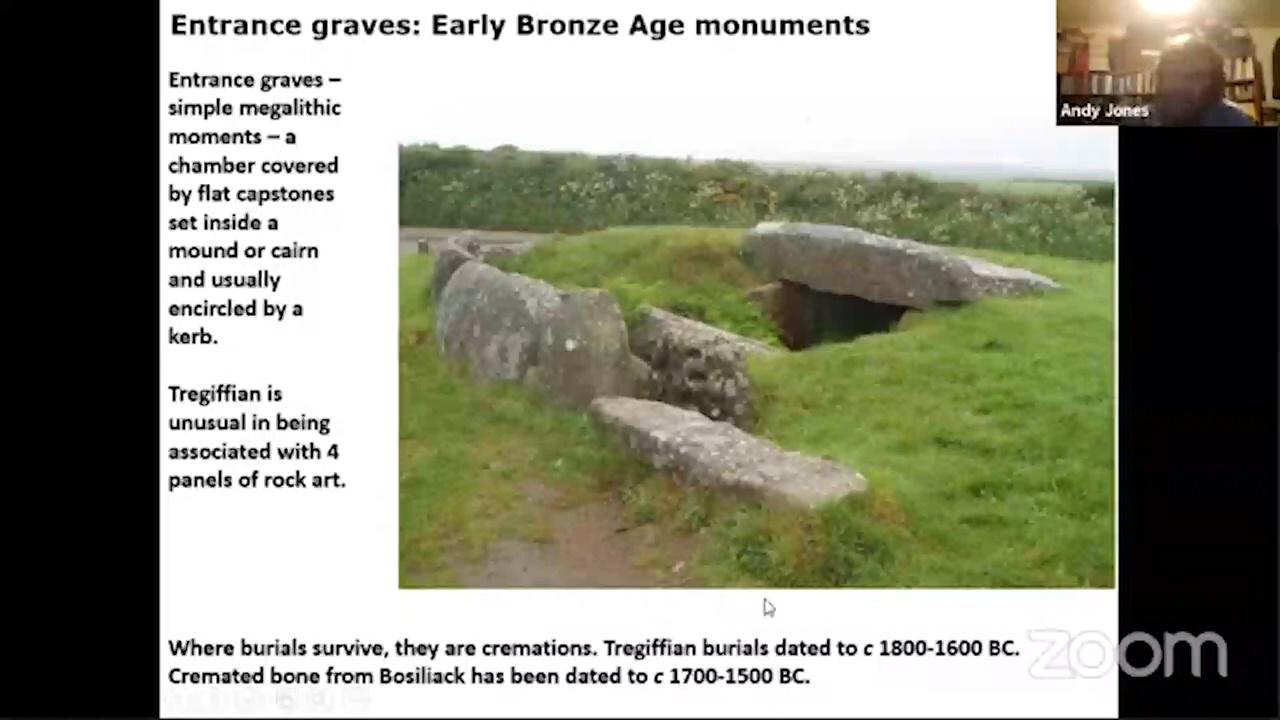 Entrance graves: Early Bronze Age monuments
Andy Jones
Entrance graves –
simple megalithic
moments – a
chamber covered
by flat capstones
set inside a
mound or cairn
and usually
encircled by a
kerb.
Tregiffian is
unusual in being
associated with 4
panels of rock art.
Where burials survive, they are cremations. Tregiffian burials dated to c 1800-1600 BC.
Cremated bone from Bosiliack has been dated to c 1700-1500 BC.
zoom